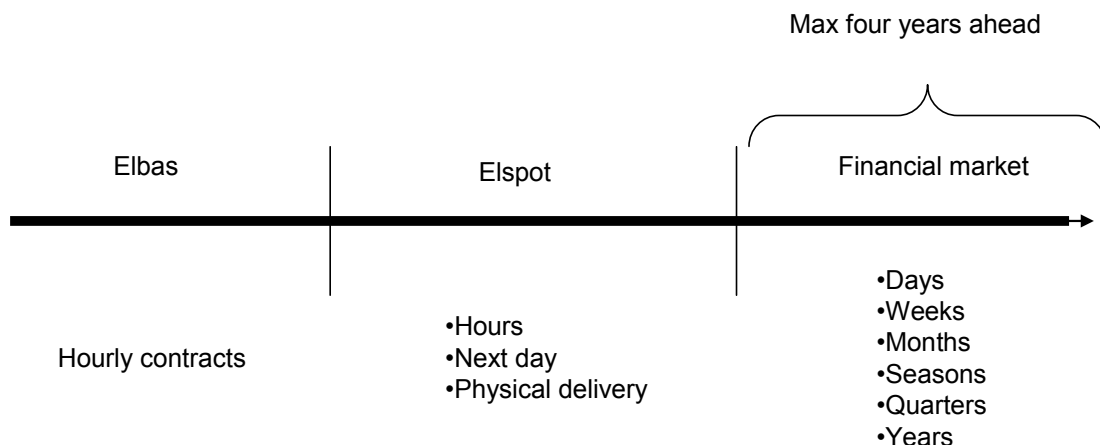 Max four years ahead
Elbas
Elspot
Financial market
Hourly contracts
•Hours
•Next day
•Physical delivery
•Days
•Weeks
•Months
•Seasons
•Quarters
•Years